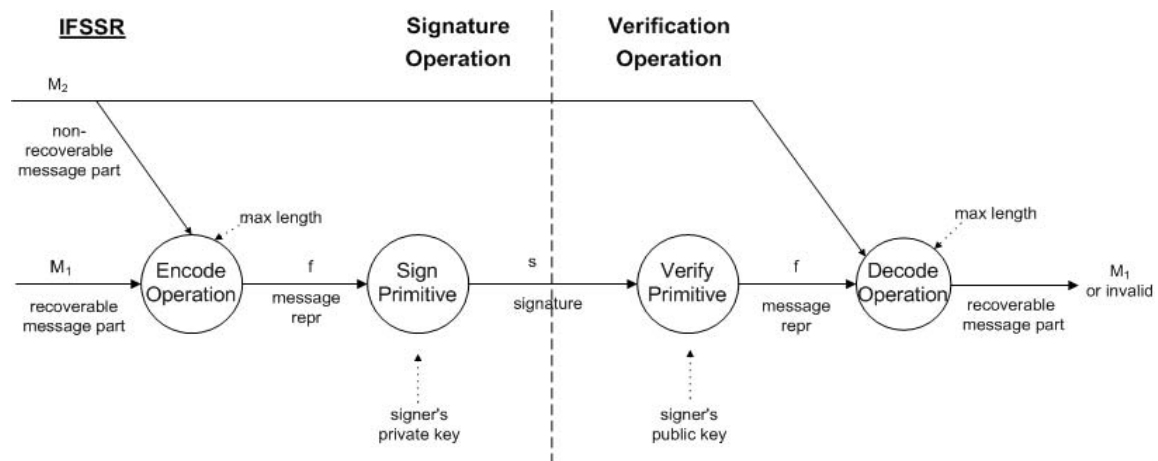 IFSSR
Signature
Operation
Verification
Operation
M₂
non-
recoverable
message part
max length
max length
M₁
recoverable
message part
Encode
Operation
f
message
repr
Sign
Primitive
s
signature
Verify
Primitive
f
message
repr
Decode
Operation
recoverable
message part
M₁
or invalid
signer's
private key
signer's
public key